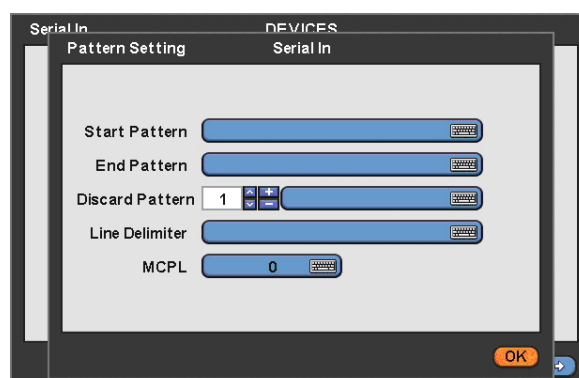 Serial In DEVICES
Pattern Setting Serial In
Start Pattern
End Pattern
Discard Pattern 1
Line Delimiter
MCPL 0
OK